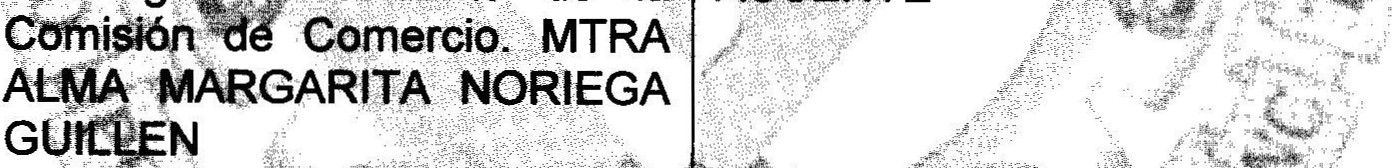 Comisión de Comercio. MTRA
ALMA MARGARITA NORIEGA
GUILLEN